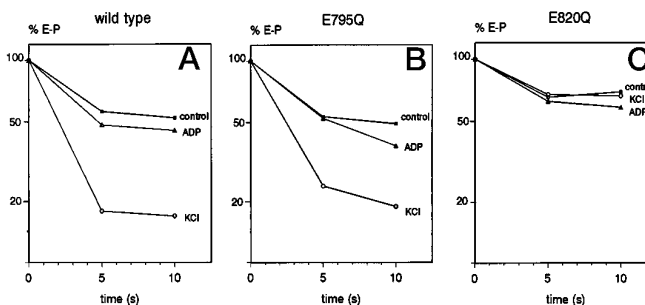 wild type
% E-P
A
100
50
20
control
ADP
KCl
0
5
10
time (s)
E795Q
% E-P
B
100
50
20
control
ADP
KCl
0
5
10
time (s)
E820Q
% E-P
C
100
50
20
contro
KCl
ADP
0
5
10
time (s)